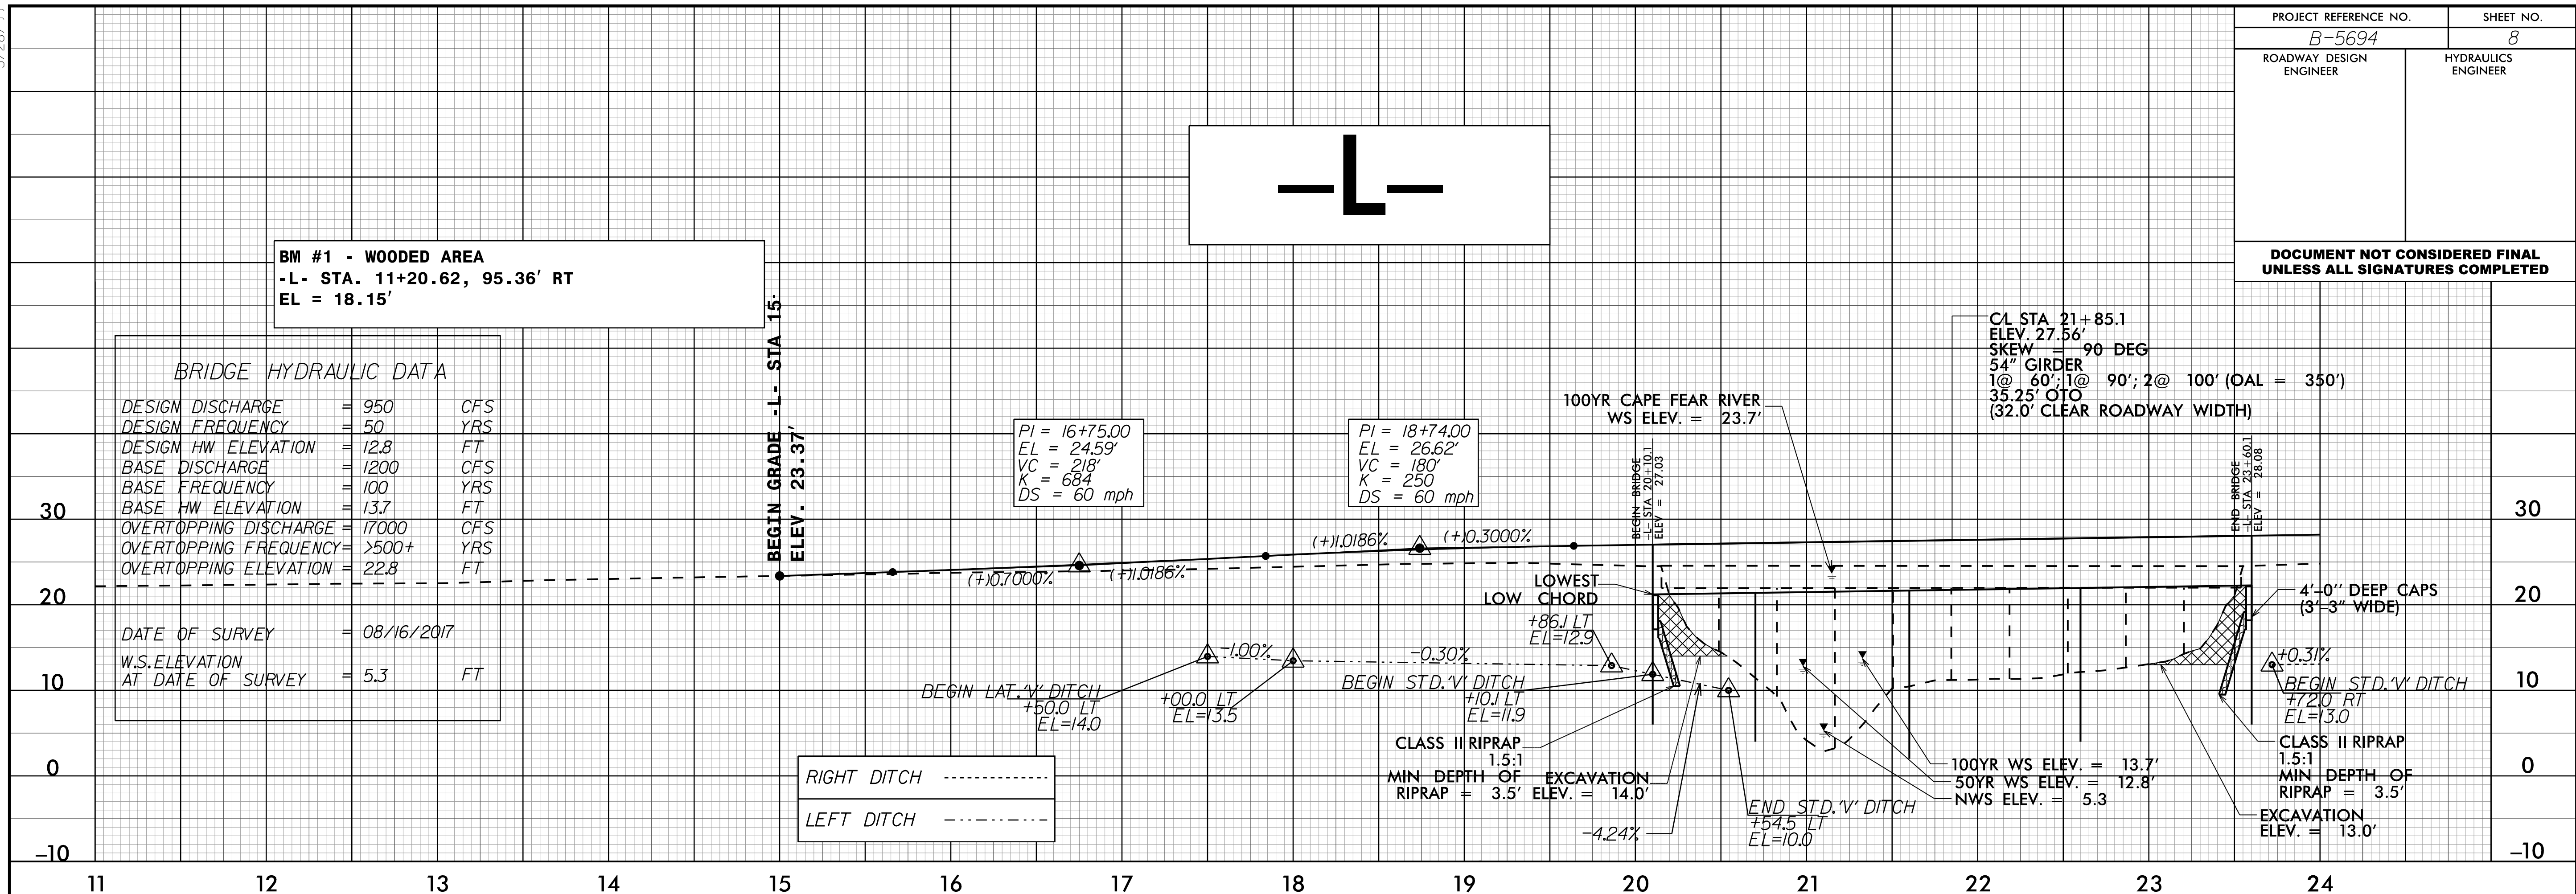 PROJECT REFERENCE NO.
SHEET NO.
B-5694
8
ROADWAY DESIGN
ENGINEER
HYDRAULICS
ENGINEER
DOCUMENT NOT CONSIDERED FINAL
UNLESS ALL SIGNATURES COMPLETED
-L-
BM #1 - WOODED AREA
-L- STA. 11+20.62, 95.36' RT
EL = 18.15'
BRIDGE HYDRAULIC DATA
DESIGN DISCHARGE = 950 CFS
DESIGN FREQUENCY = 50 YRS
DESIGN HW ELEVATION = 12.8 FT
BASE DISCHARGE = 1200 CFS
BASE FREQUENCY = 100 YRS
BASE HW ELEVATION = 13.7 FT
OVERTOPPING DISCHARGE = 17000 CFS
OVERTOPPING FREQUENCY= >500+ YRS
OVERTOPPING ELEVATION = 22.8 FT
DATE OF SURVEY = 08/16/2017
W.S.ELEVATION
AT DATE OF SURVEY = 5.3 FT
BEGIN GRADE -L- STA 15
ELEV. 23.37'
PI = 16+75.00
EL = 24.59'
VC = 218'
K = 684
DS = 60 mph
PI = 18+74.00
EL = 26.62'
VC = 180'
K = 250
DS = 60 mph
(+)0.7000%
(+)1.0186%
(+)1.0186%
(+)0.3000%
100YR CAPE FEAR RIVER
WS ELEV. = 23.7'
C/L STA 21+85.1
ELEV. 27.56'
SKEW = 90 DEG
54" GIRDER
1@ 60'; 1@ 90'; 2@ 100' (OAL = 350')
35.25' OTO
(32.0' CLEAR ROADWAY WIDTH)
BEGIN BRIDGE
-L- STA 20+10.1
ELEV = 27.03
END BRIDGE
-L- STA 23+60.1
ELEV = 28.08
LOWEST
LOW CHORD
4'-0'' DEEP CAPS
(3'-3" WIDE)
+86.1 LT
EL=12.9
-1.00%
-0.30%
BEGIN LAT.'V' DITCH
+50.0 LT
EL=14.0
+00.0 LT
EL=13.5
BEGIN STD.'V' DITCH
+10.1 LT
EL=11.9
+0.31%
BEGIN STD.'V' DITCH
+72.0 RT
EL=13.0
CLASS II RIPRAP
1.5:1
MIN DEPTH OF
RIPRAP = 3.5'
EXCAVATION
ELEV. = 14.0'
-4.24%
END STD.'V' DITCH
+54.5 LT
EL=10.0
100YR WS ELEV. = 13.7'
50YR WS ELEV. = 12.8'
NWS ELEV. = 5.3
CLASS II RIPRAP
1.5:1
MIN DEPTH OF
RIPRAP = 3.5'
EXCAVATION
ELEV. = 13.0'
RIGHT DITCH
LEFT DITCH
30
20
10
0
-10
30
20
10
0
-10
11 12 13 14 15 16 17 18 19 20 21 22 23 24